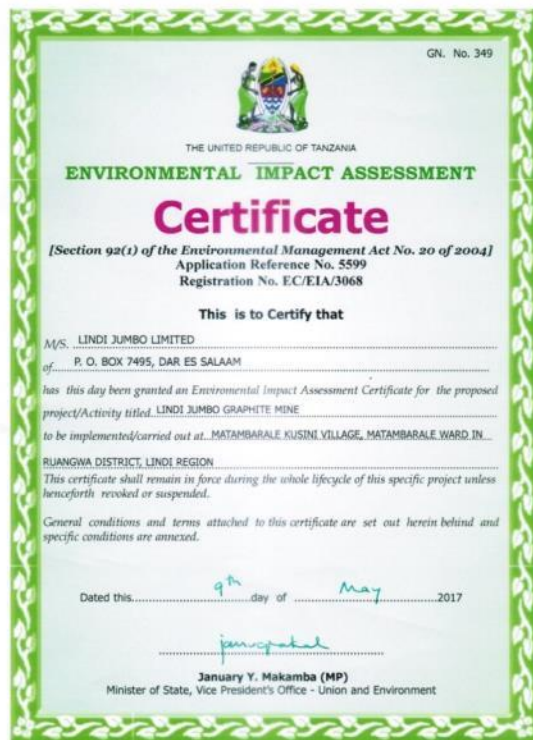 GN. No. 349
THE UNITED REPUBLIC OF TANZANIA
ENVIRONMENTAL IMPACT ASSESSMENT
Certificate
[Section 92(1) of the Environmental Management Act No. 20 of 2004]
Application Reference No. 5599
Registration No. EC/EIA/3068
This is to Certify that
M/S. LINDI JUMBO LIMITED
of P. O. BOX 7495, DAR ES SALAAM
has this day been granted an Enviromental Impact Assessment Certificate for the proposed
project/Activity titled LINDI JUMBO GRAPHITE MINE
to be implemented/carried out at MATAMBARALE KUSINI VILLAGE, MATAMBARALE WARD IN
RUANGWA DISTRICT, LINDI REGION
This certificate shall remain in force during the whole lifecycle of this specific project unless
henceforth revoked or suspended.
General conditions and terms attached to this certificate are set out herein behind and
specific conditions are annexed.
Dated this 9th day of May 2017
January Y. Makamba (MP)
Minister of State, Vice President's Office - Union and Environment